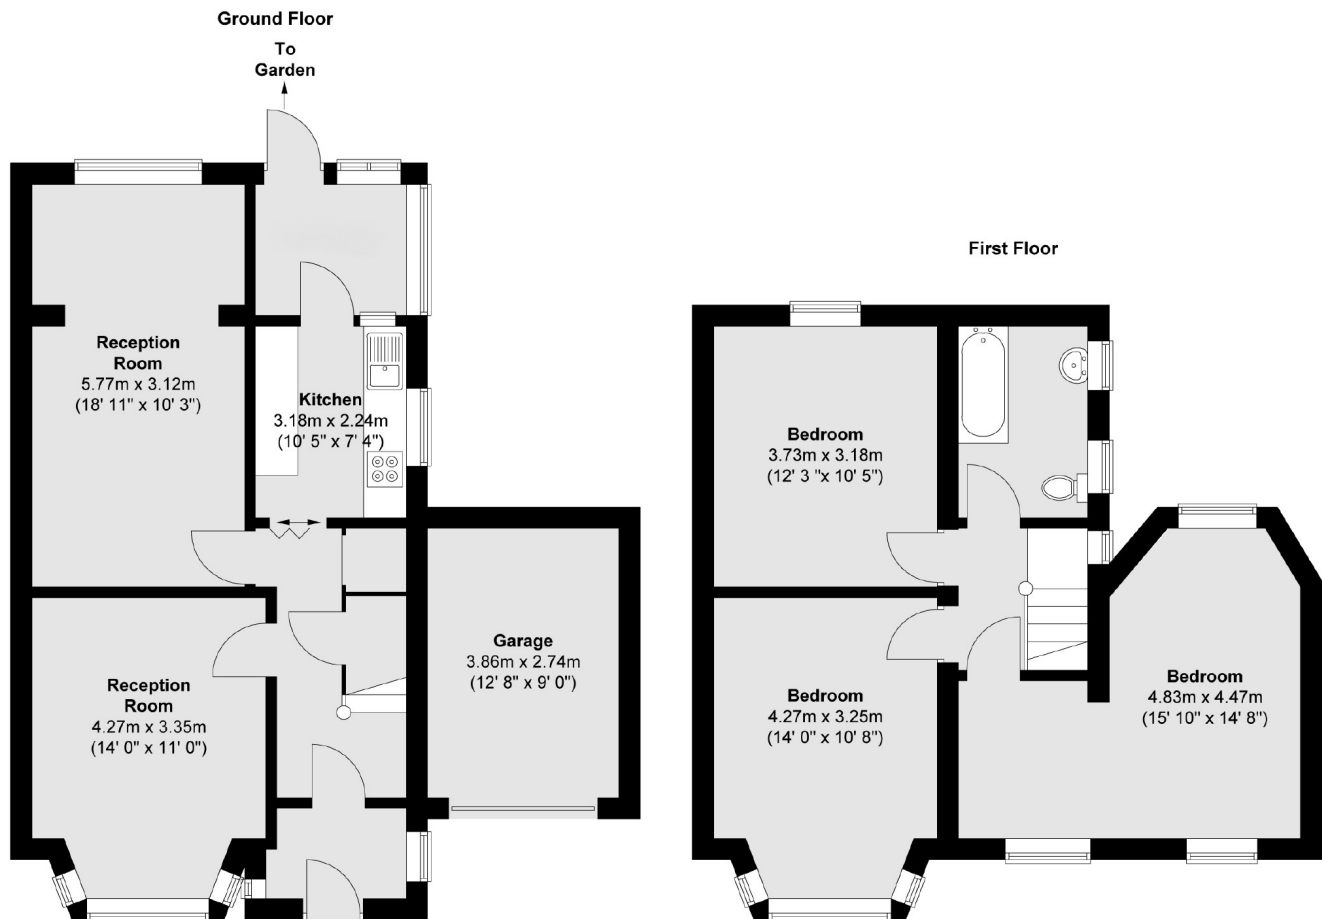 Ground Floor
To
Garden
Reception
Room
5.77m x 3.12m
(18' 11" x 10' 3")
Kitchen
3.18m x 2.24m
(10' 5" x 7' 4")
Reception
Room
4.27m x 3.35m
(14' 0" x 11' 0")
Garage
3.86m x 2.74m
(12' 8" x 9' 0")
First Floor
Bedroom
3.73m x 3.18m
(12' 3 "x 10' 5")
Bedroom
4.27m x 3.25m
(14' 0" x 10' 8")
Bedroom
4.83m x 4.47m
(15' 10" x 14' 8")